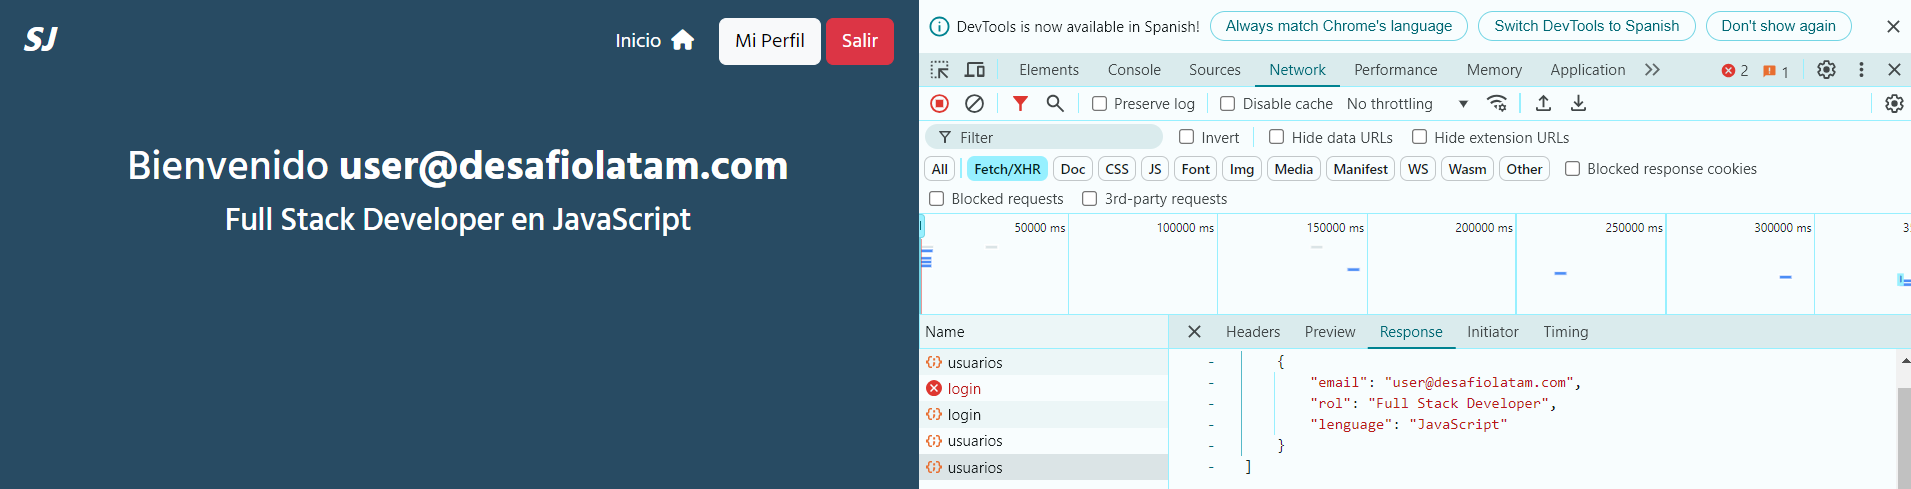 SJ
Inicio
Mi Perfil
Salir
Bienvenido user@desafiolatam.com
Full Stack Developer en JavaScript
DevTools is now available in Spanish! Always match Chrome's language Switch DevTools to Spanish Don't show again
Elements Console Sources Network Performance Memory Application 2 1
Preserve log Disable cache No throttling
Filter Invert Hide data URLs Hide extension URLs
All Fetch/XHR Doc CSS JS Font Img Media Manifest WS Wasm Other Blocked response cookies
Blocked requests 3rd-party requests
50000 ms 100000 ms 150000 ms 200000 ms 250000 ms 300000 ms
Name
usuarios
login
login
usuarios
usuarios
Headers Preview Response Initiator Timing
- {
- "email": "user@desafiolatam.com",
- "rol": "Full Stack Developer",
- "lenguage": "JavaScript"
- }
- ]